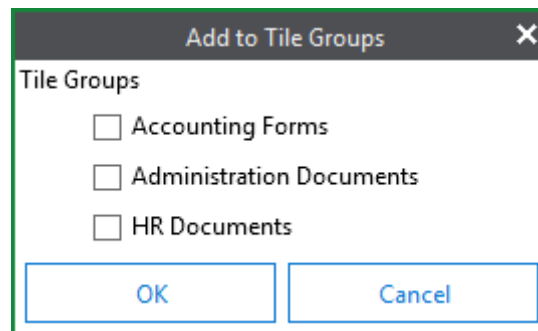 Add to Tile Groups
Tile Groups
Accounting Forms
Administration Documents
HR Documents
OK Cancel